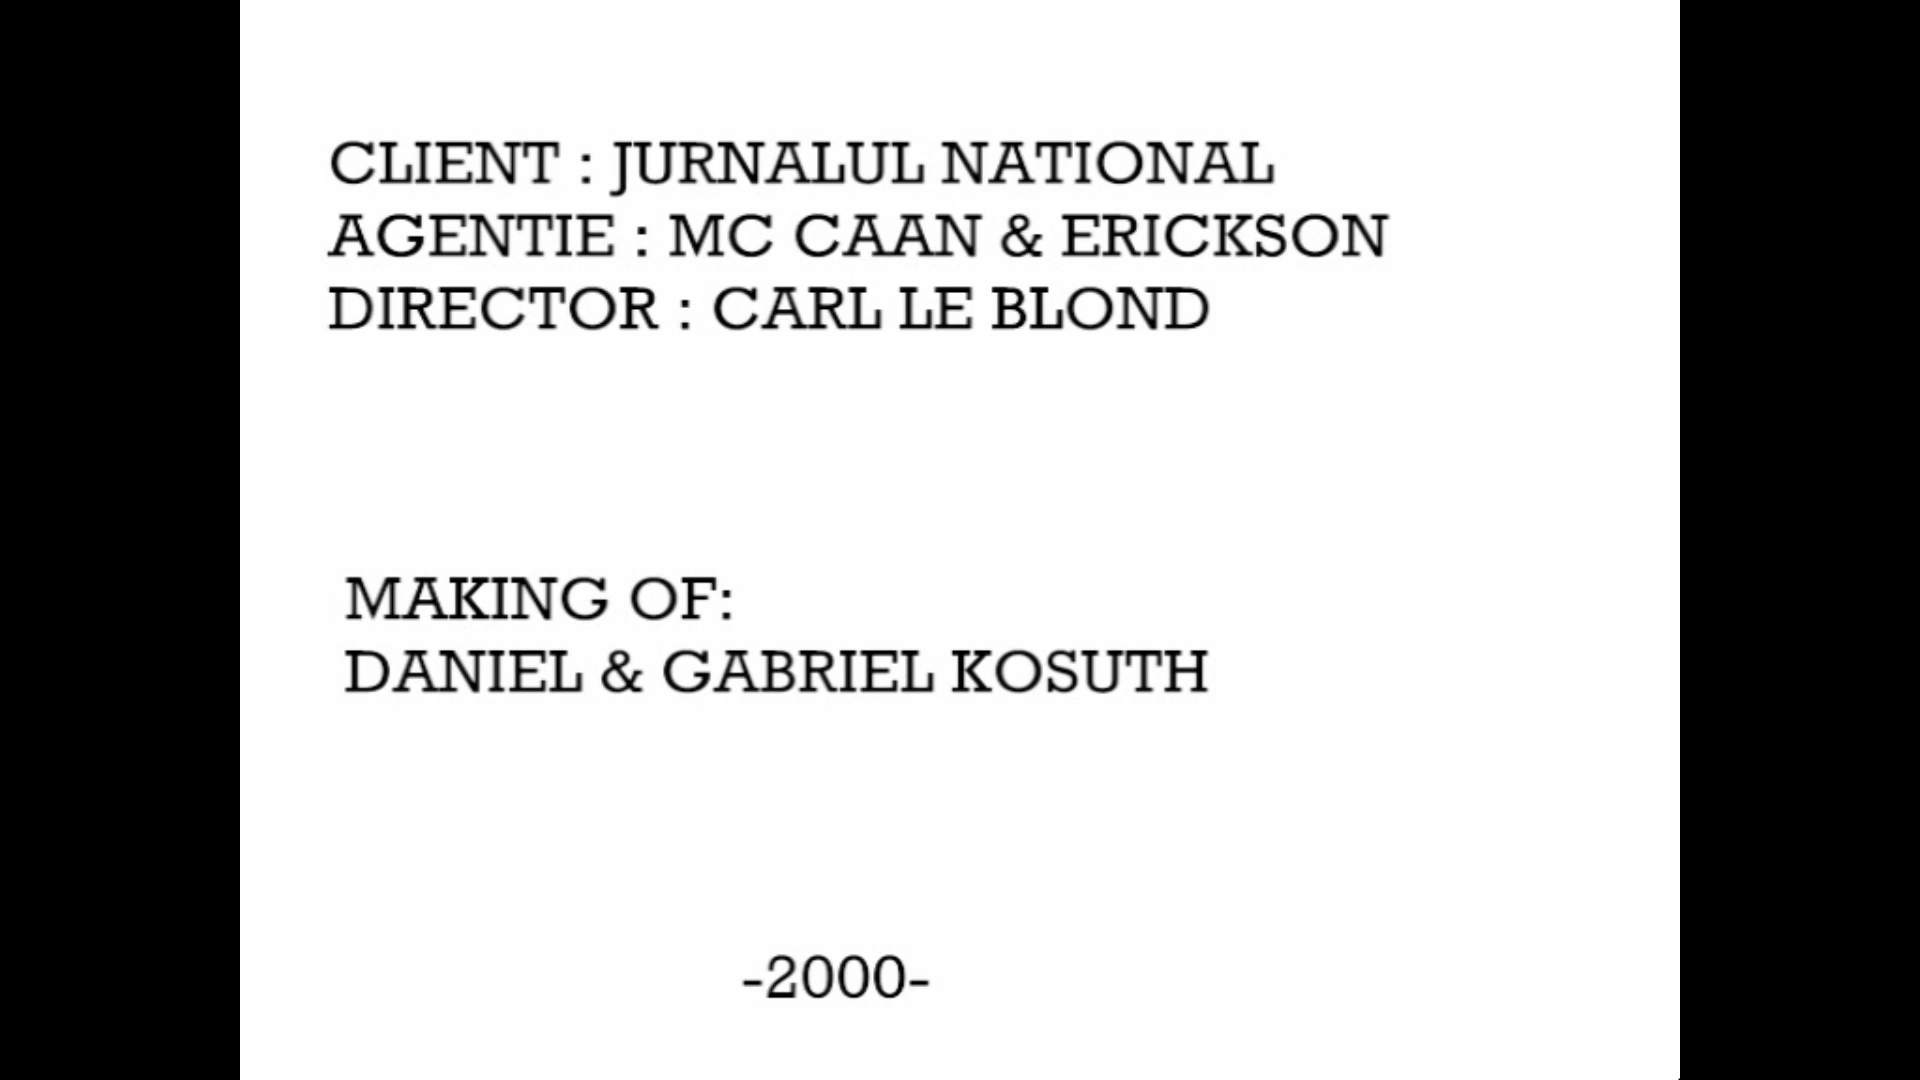 CLIENT : JURNALUL NATIONAL
AGENTIE : MC CAAN & ERICKSON
DIRECTOR : CARL LE BLOND
MAKING OF:
DANIEL & GABRIEL KOSUTH
-2000-